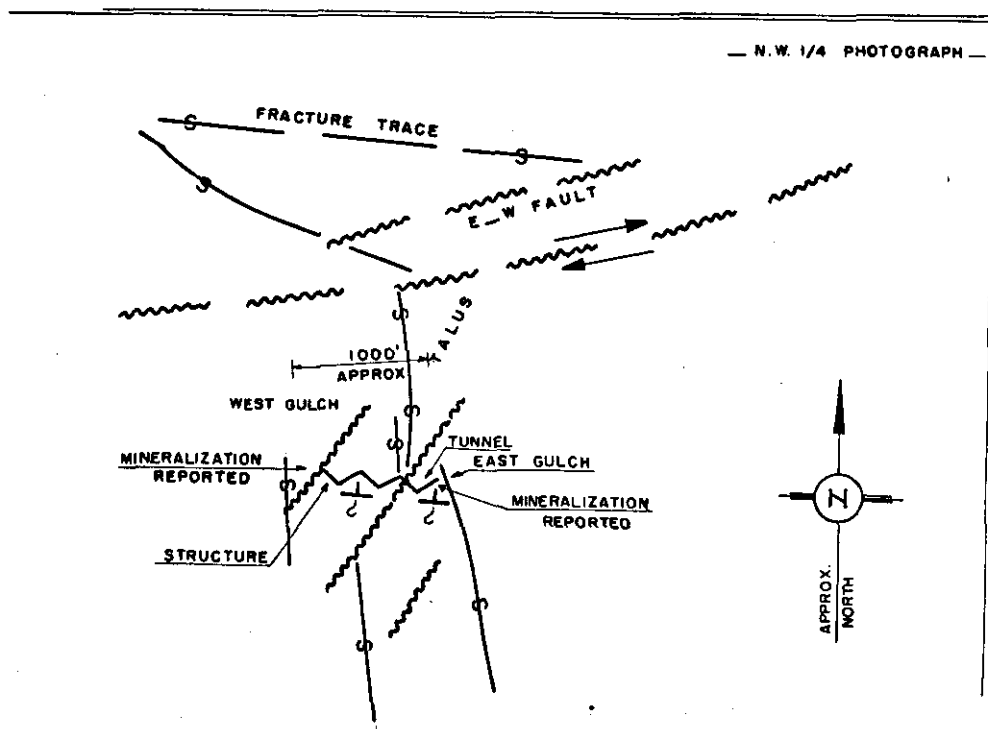 — N.W. 1/4 PHOTOGRAPH —
FRACTURE TRACE
S
S
S
E_W FAULT
TALUS
S
1000'
APPROX
WEST GULCH
S
S
TUNNEL
EAST GULCH
MINERALIZATION
REPORTED
S
MINERALIZATION
REPORTED
STRUCTURE
N
S
S
APPROX.
NORTH